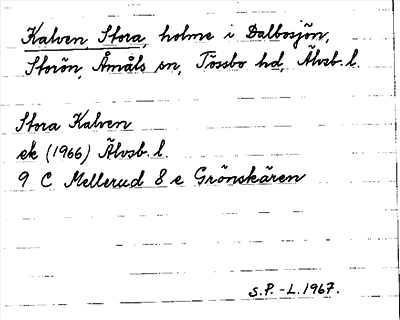 Kalven, Stora, holme i Dalbosjön,
Storön, Åmåls sn, Tössbo hd, Älvsb. l.
Stora Kalven
ek (1966) Älvsb. l.
9 C Mellerud 8 e Grönskären
S.P.-L. 1967.